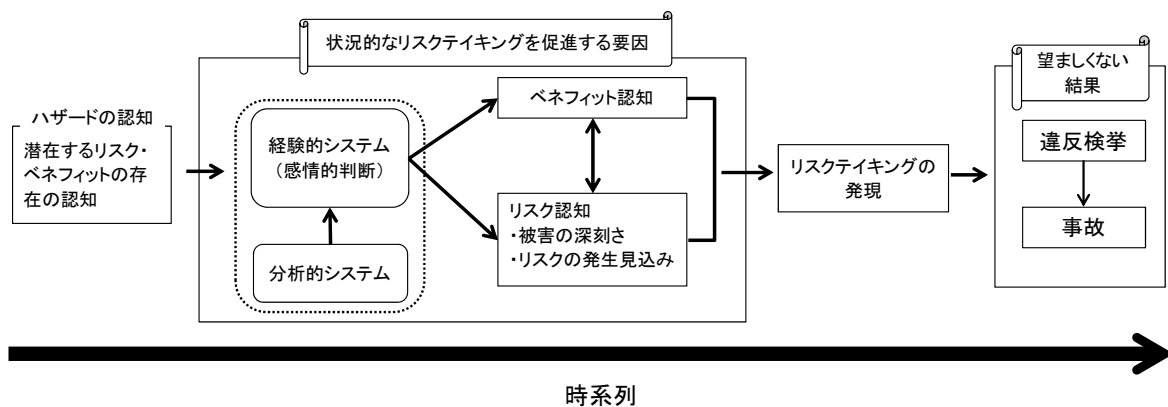 状況的なリスクテイキングを促進する要因
ハザードの認知
潜在するリスク・
ベネフィットの存
在の認知
経験的システム
（感情的判断）
分析的システム
ベネフィット認知
リスク認知
・被害の深刻さ
・リスクの発生見込み
リスクテイキングの
発現
望ましくない
結果
違反検挙
事故
時系列